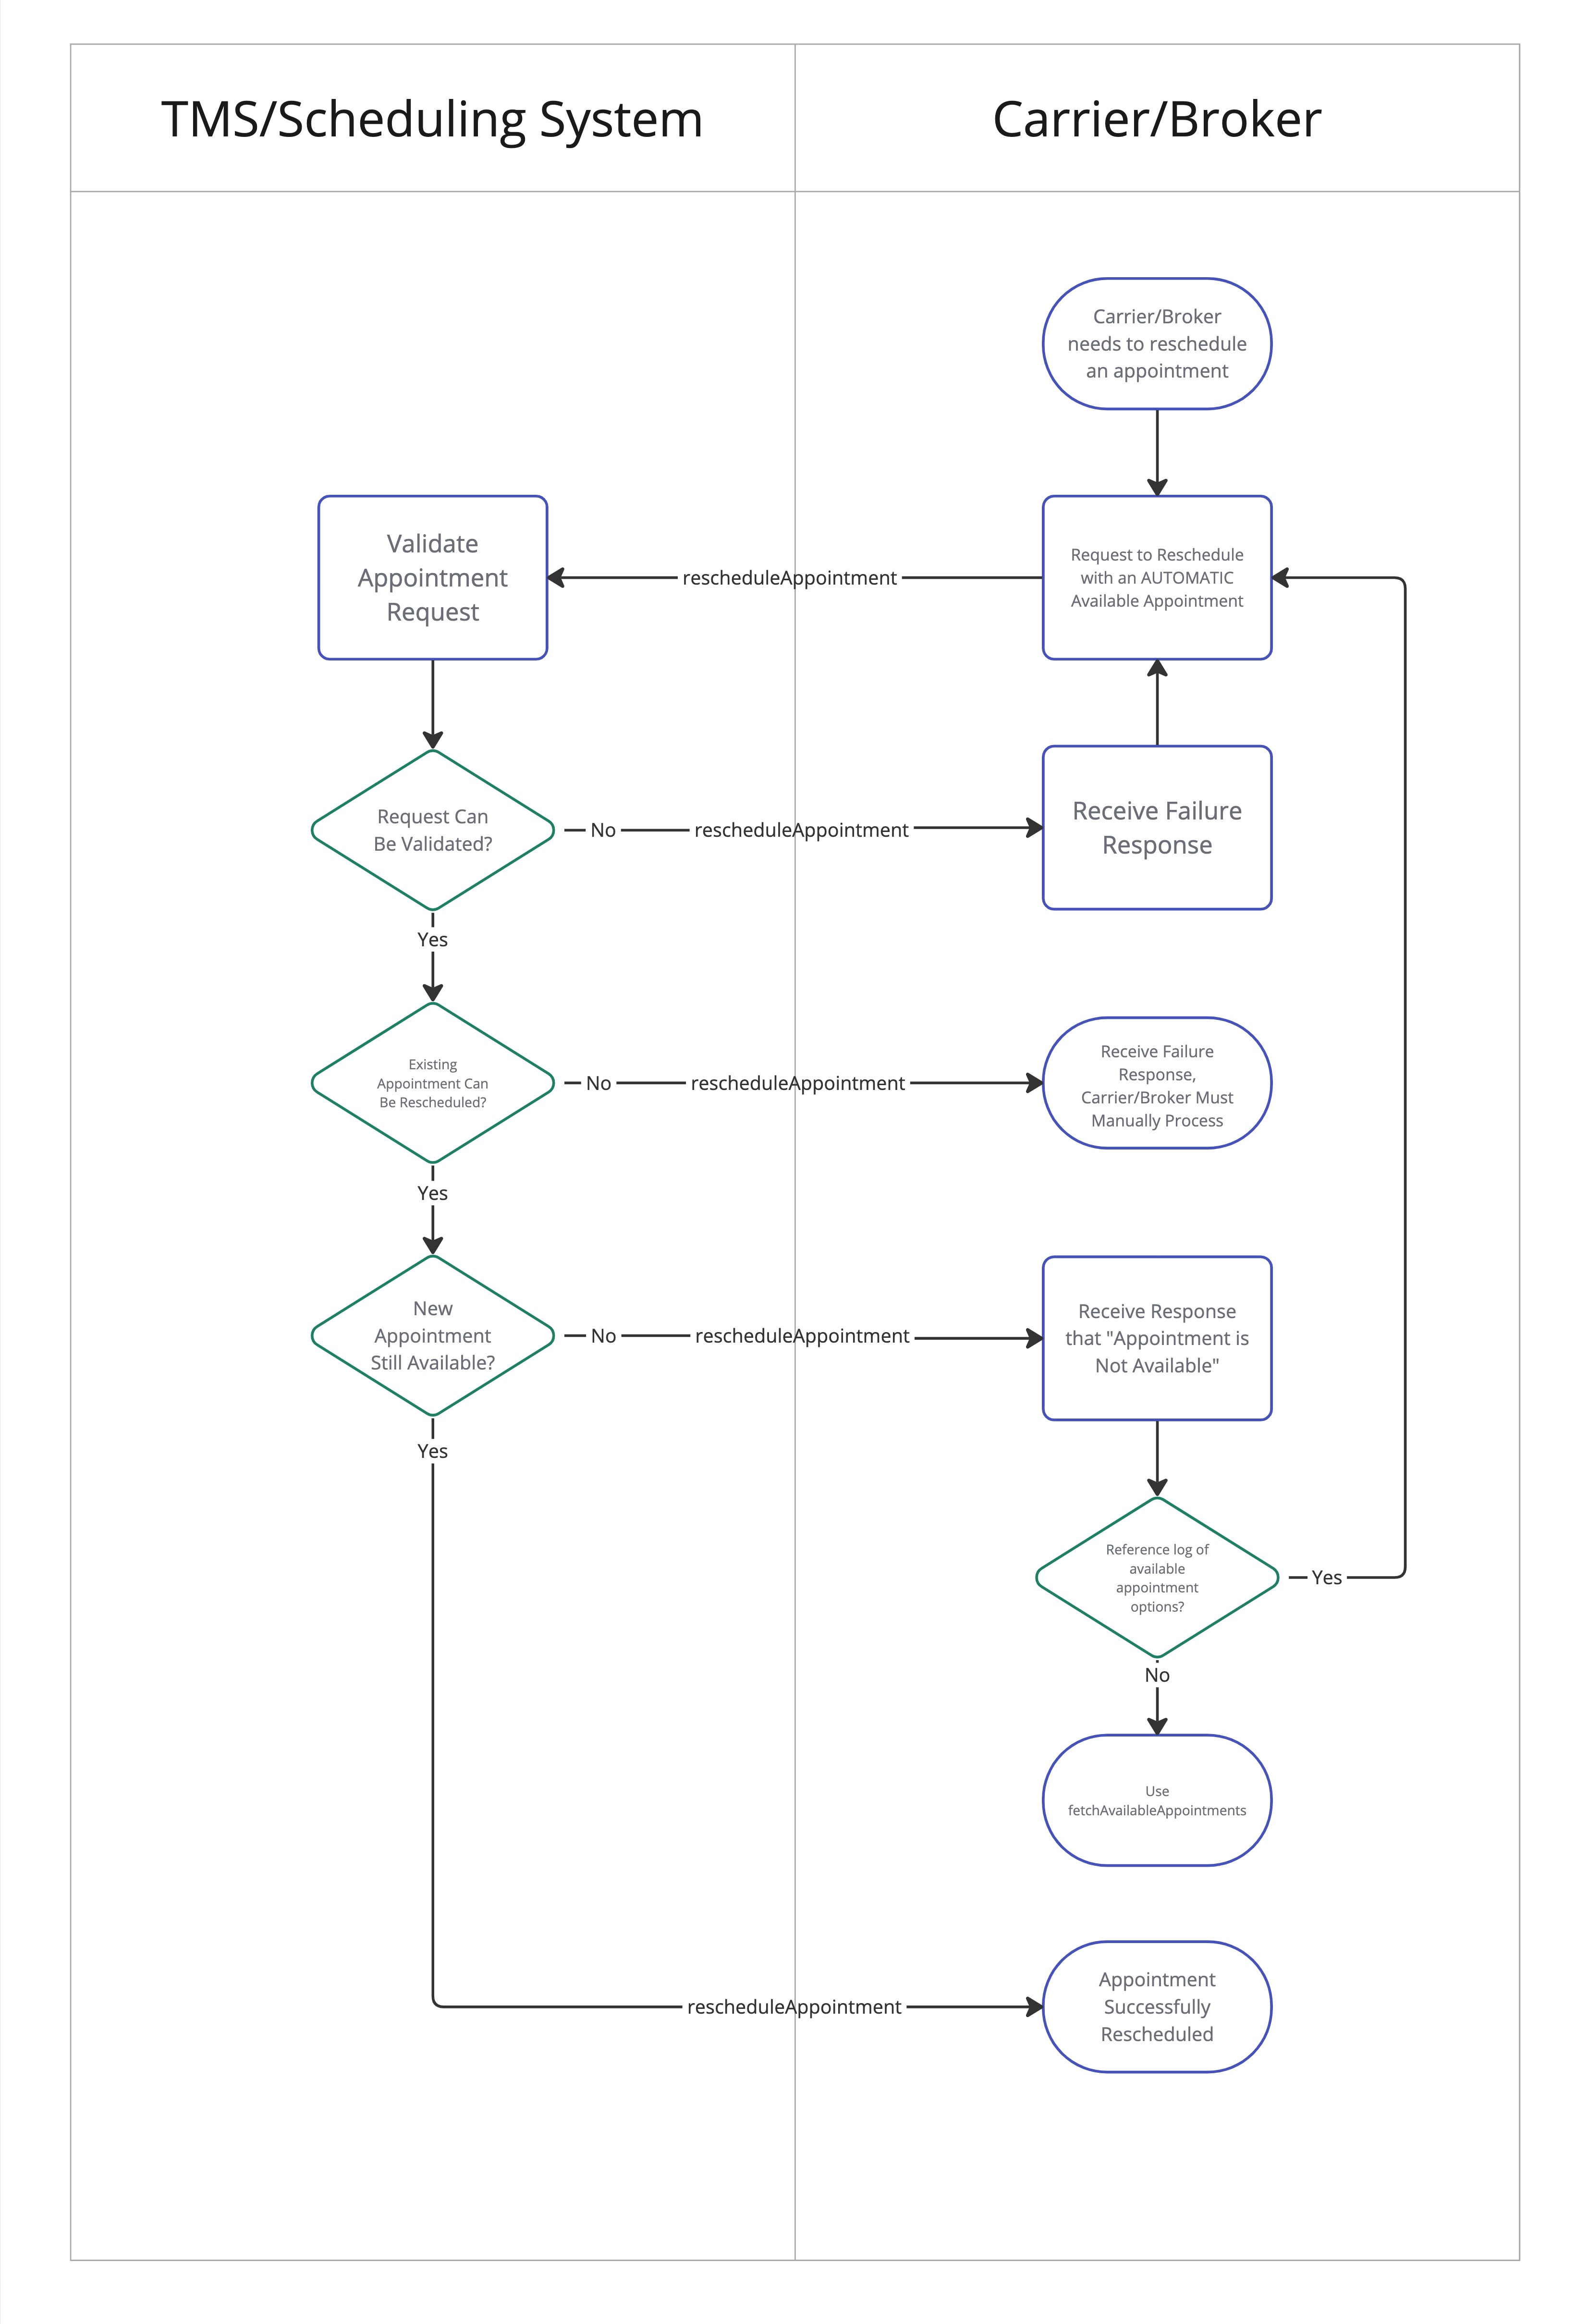 TMS/Scheduling System
Carrier/Broker
Carrier/Broker
needs to reschedule
an appointment
Validate
Appointment
Request
rescheduleAppointment
Request to Reschedule
with an AUTOMATIC
Available Appointment
Request Can
Be Validated?
No
rescheduleAppointment
Receive Failure
Response
Yes
Existing
Appointment Can
Be Rescheduled?
No
rescheduleAppointment
Receive Failure
Response,
Carrier/Broker Must
Manually Process
Yes
New
Appointment
Still Available?
No
rescheduleAppointment
Receive Response
that "Appointment is
Not Available"
Yes
Reference log of
available
appointment
options?
Yes
No
Use
fetchAvailableAppointments
rescheduleAppointment
Appointment
Successfully
Rescheduled